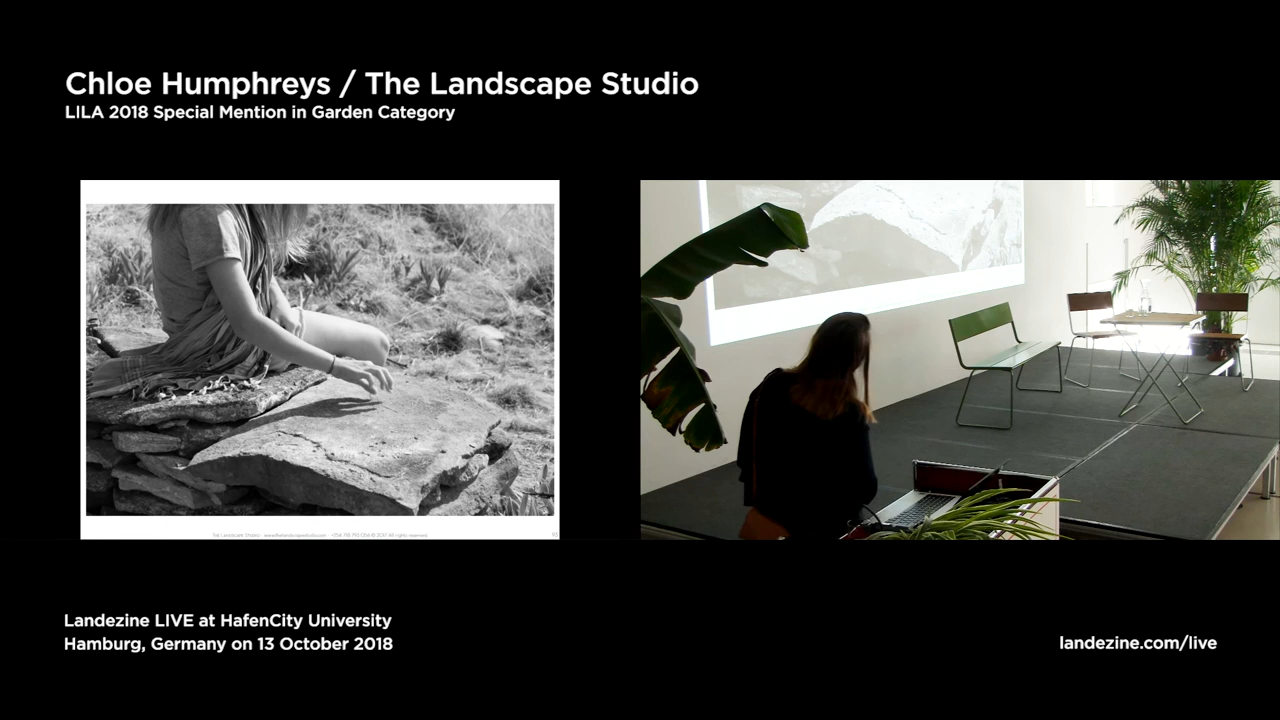 Chloe Humphreys / The Landscape Studio
LILA 2018 Special Mention in Garden Category
Landezine LIVE at HafenCity University
Hamburg, Germany on 13 October 2018
landezine.com/live